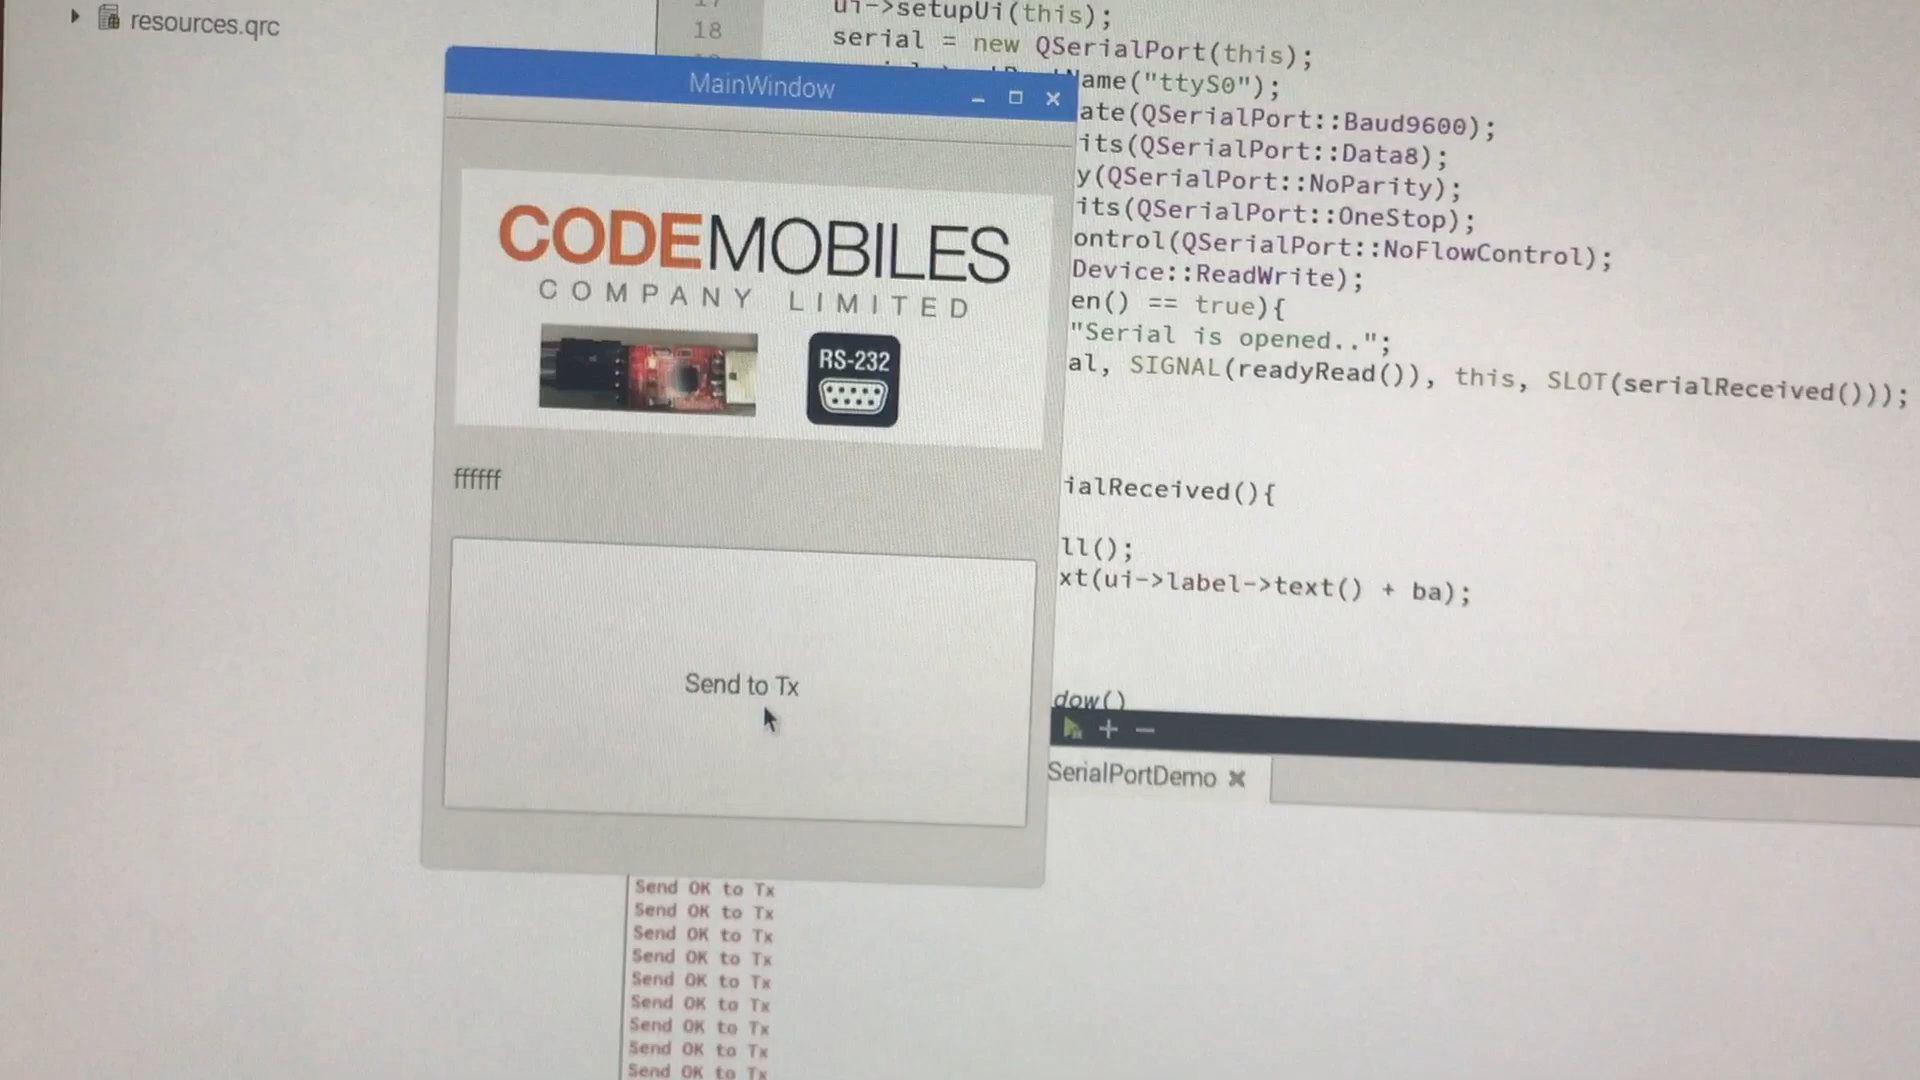 resources.qrc
17
ui->setupUi(this);
18
serial = new QSerialPort(this);
MainWindow
ame("ttyS0");
ate(QSerialPort::Baud9600);
its(QSerialPort::Data8);
y(QSerialPort::NoParity);
its(QSerialPort::OneStop);
ontrol(QSerialPort::NoFlowControl);
Device::ReadWrite);
en() == true){
"Serial is opened..";
al, SIGNAL(readyRead()), this, SLOT(serialReceived()));
ialReceived(){
ll();
xt(ui->label->text() + ba);
dow()
CODEMOBILES
COMPANY LIMITED
RS-232
ffffff
Send to Tx
SerialPortDemo
Send OK to Tx
Send OK to Tx
Send OK to Tx
Send OK to Tx
Send OK to Tx
Send OK to Tx
Send OK to Tx
Send OK to Tx
Send OK to Tx